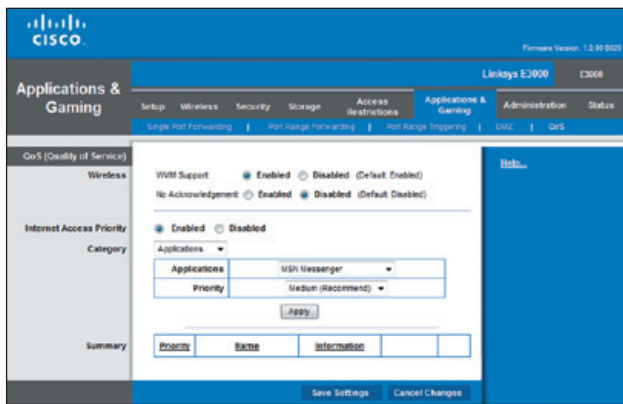 CISCO
Firmware Version: 1.0.00 B020
Linksys E3000 E3000
Applications & Gaming
Setup Wireless Security Storage Access Restrictions Applications & Gaming Administration Status
Single Port Forwarding | Port Range Forwarding | Port Range Triggering | DMZ | QoS
QoS (Quality of Service)
Help...
Wireless WMM Support: Enabled Disabled (Default: Enabled)
No Acknowledgement Enabled Disabled (Default: Disabled)
Internet Access Priority Enabled Disabled
Category Applications
Applications MSN Messenger
Priority Medium (Recommend)
Apply
Summary Priority Name Information
Save Settings Cancel Changes